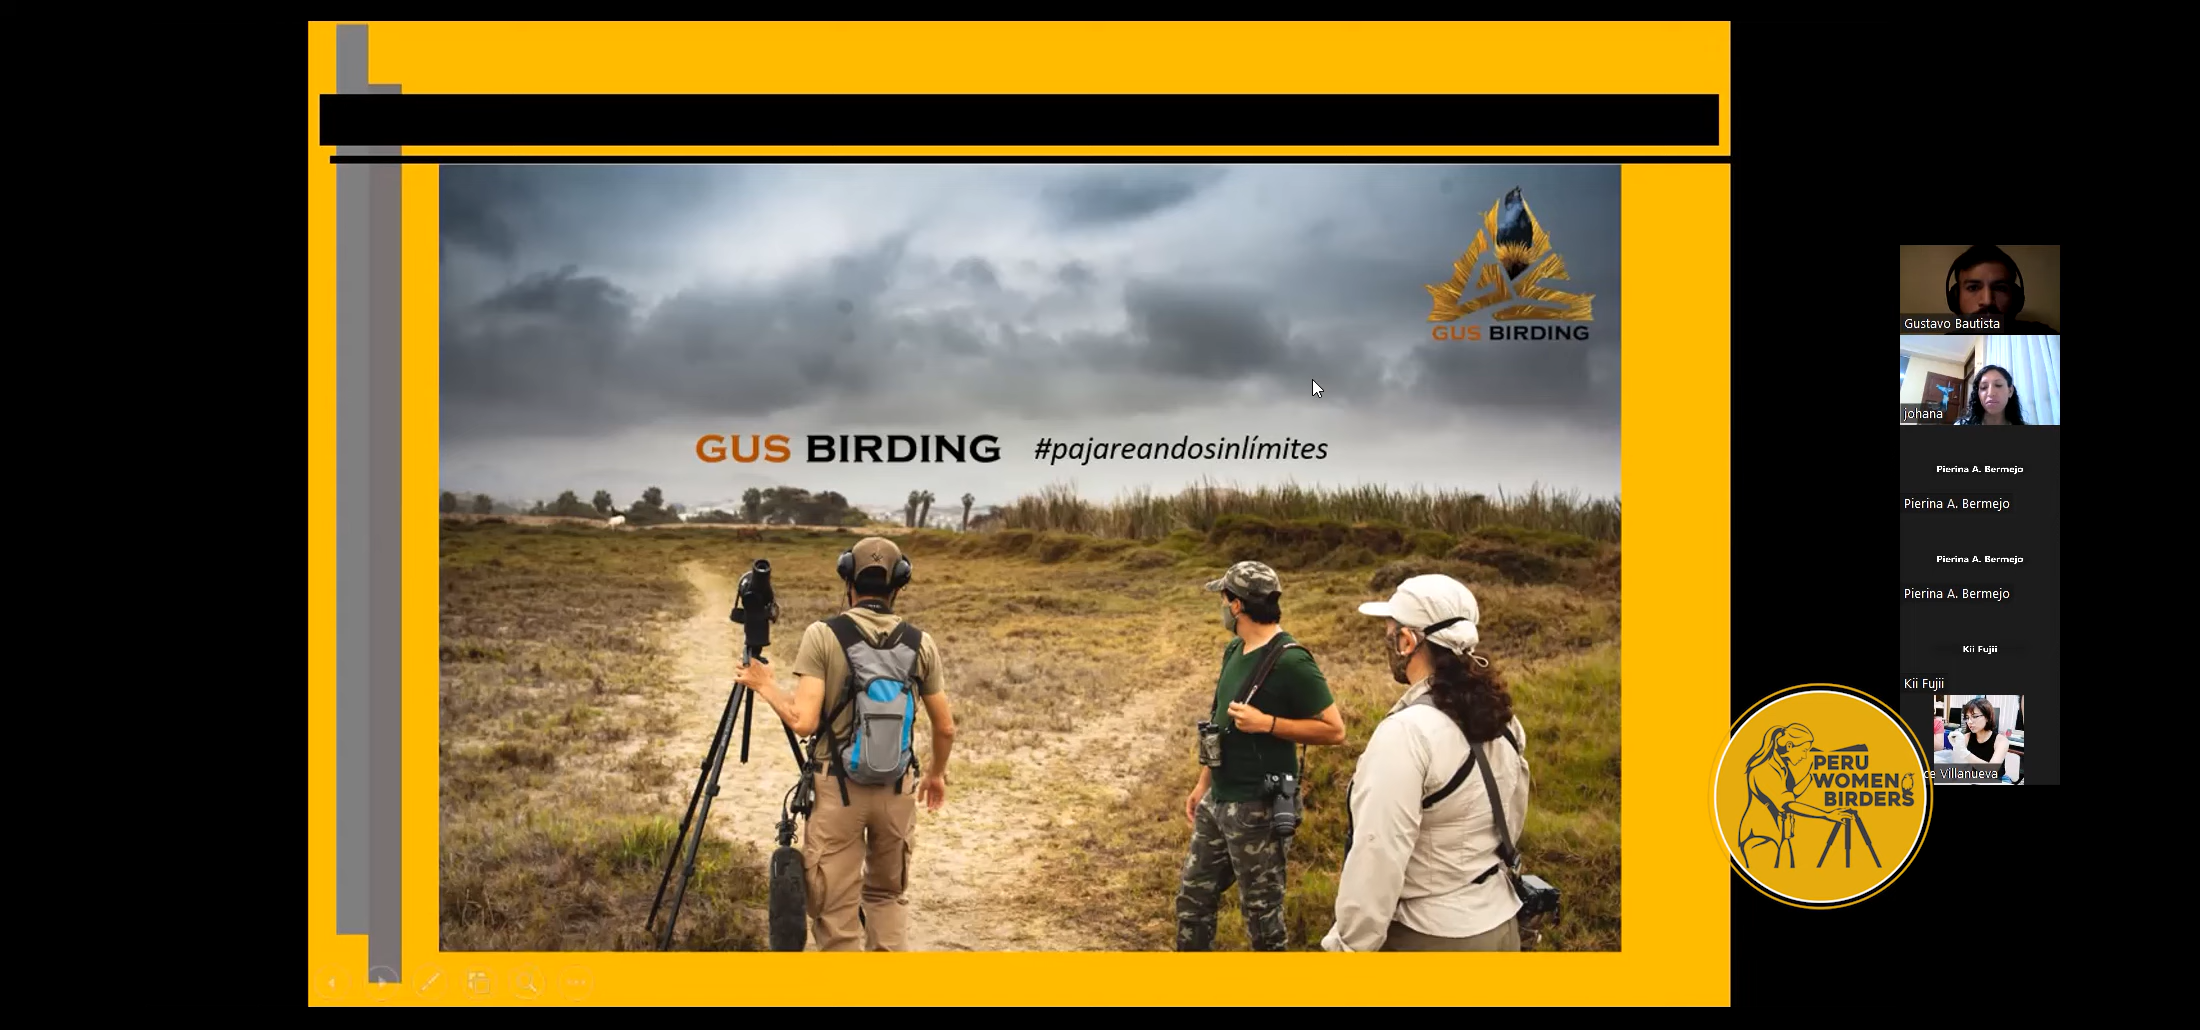 GUS BIRDING
GUS BIRDING #pajareandosinlímites
Gustavo Bautista
johana
Pierina A. Bermejo
Pierina A. Bermejo
Pierina A. Bermejo
Pierina A. Bermejo
Kii Fujii
Kii Fujii
Villanueva
PERU
WOMEN
BIRDERS